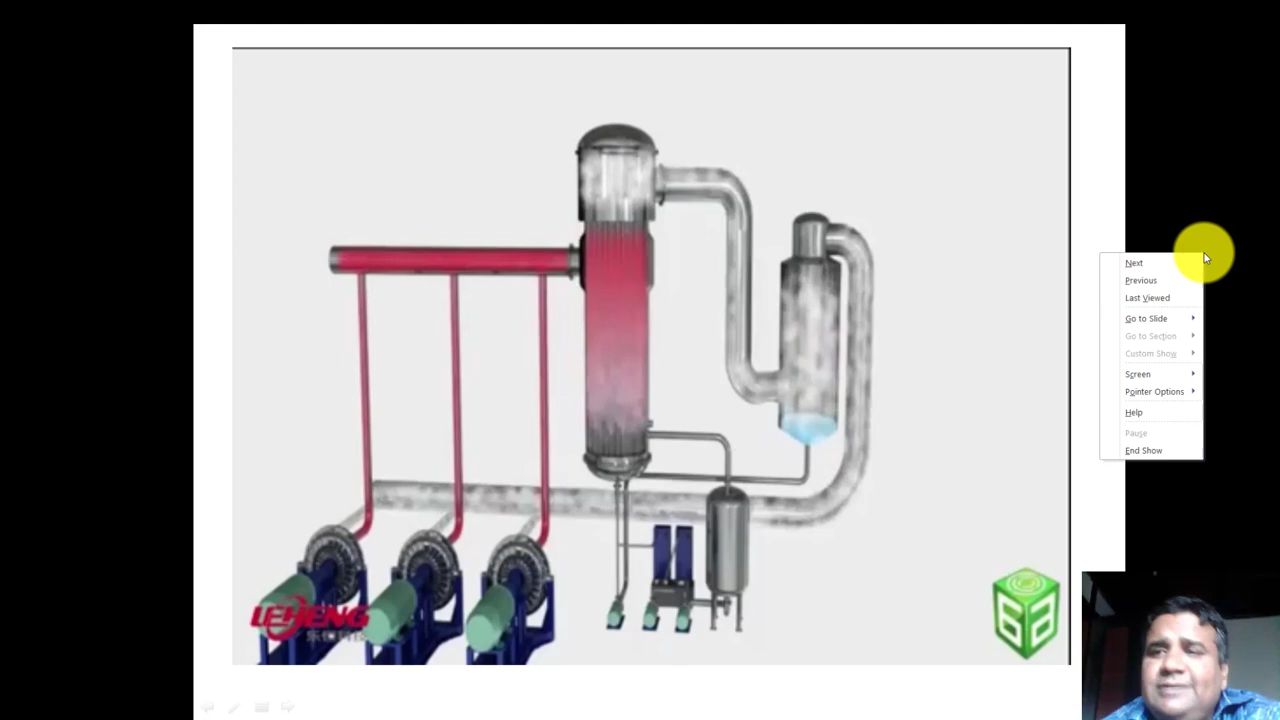 Next
Previous
Last Viewed
Go to Slide
Go to Section
Custom Show
Screen
Pointer Options
Help
Pause
End Show
LEHENG